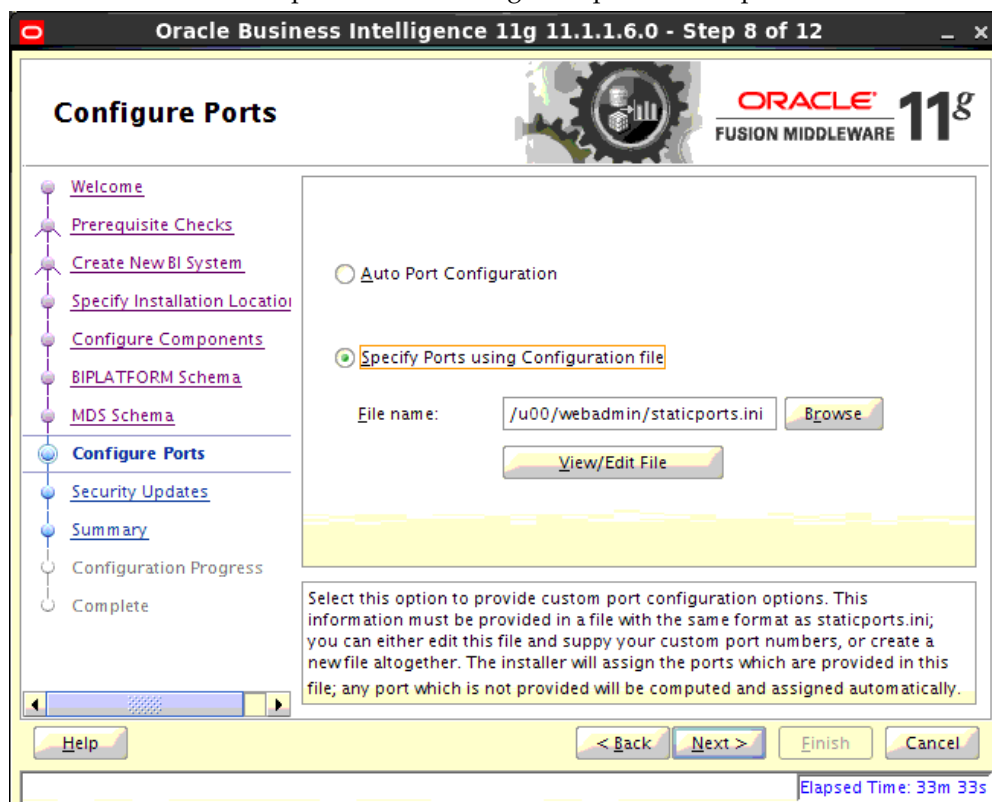 Oracle Business Intelligence 11g 11.1.1.6.0 - Step 8 of 12
Configure Ports
ORACLE
FUSION MIDDLEWARE
11g
Welcome
Prerequisite Checks
Create New BI System
Specify Installation Location
Configure Components
BIPLATFORM Schema
MDS Schema
Configure Ports
Security Updates
Summary
Configuration Progress
Complete
Auto Port Configuration
Specify Ports using Configuration file
File name:
/u00/webadmin/staticports.ini
Browse
View/Edit File
Select this option to provide custom port configuration options. This
information must be provided in a file with the same format as staticports.ini;
you can either edit this file and suppy your custom port numbers, or create a
new file altogether. The installer will assign the ports which are provided in this
file; any port which is not provided will be computed and assigned automatically.
Help
< Back
Next >
Finish
Cancel
Elapsed Time: 33m 33s